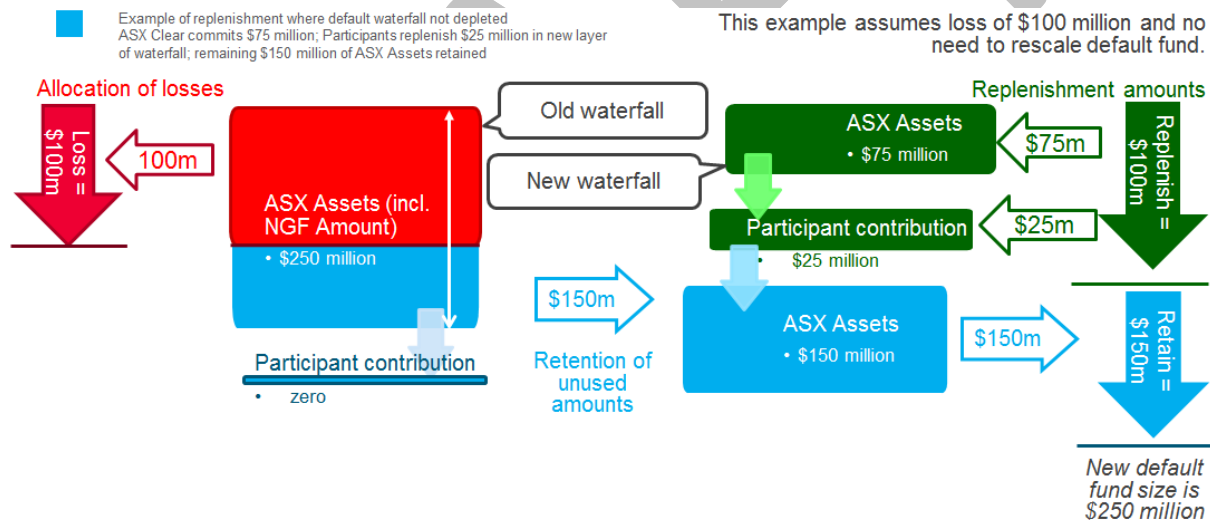 Example of replenishment where default waterfall not depleted
ASX Clear commits $75 million; Participants replenish $25 million in new layer
of waterfall; remaining $150 million of ASX Assets retained
This example assumes loss of $100 million and no
need to rescale default fund.
Allocation of losses
Loss =
$100m
100m
ASX Assets (incl.
NGF Amount)
• $250 million
Participant contribution
• zero
Old waterfall
New waterfall
$150m
Retention of
unused
amounts
Replenishment amounts
ASX Assets
• $75 million
$75m
Replenish =
$100m
Participant contribution
• $25 million
$25m
ASX Assets
• $150 million
$150m
Retain =
$150m
New default
fund size is
$250 million